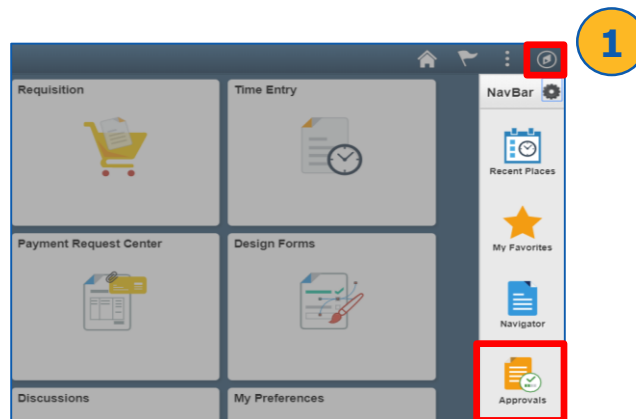 1
Requisition
Time Entry
NavBar
Recent Places
Payment Request Center
Design Forms
My Favorites
Navigator
Discussions
My Preferences
Approvals